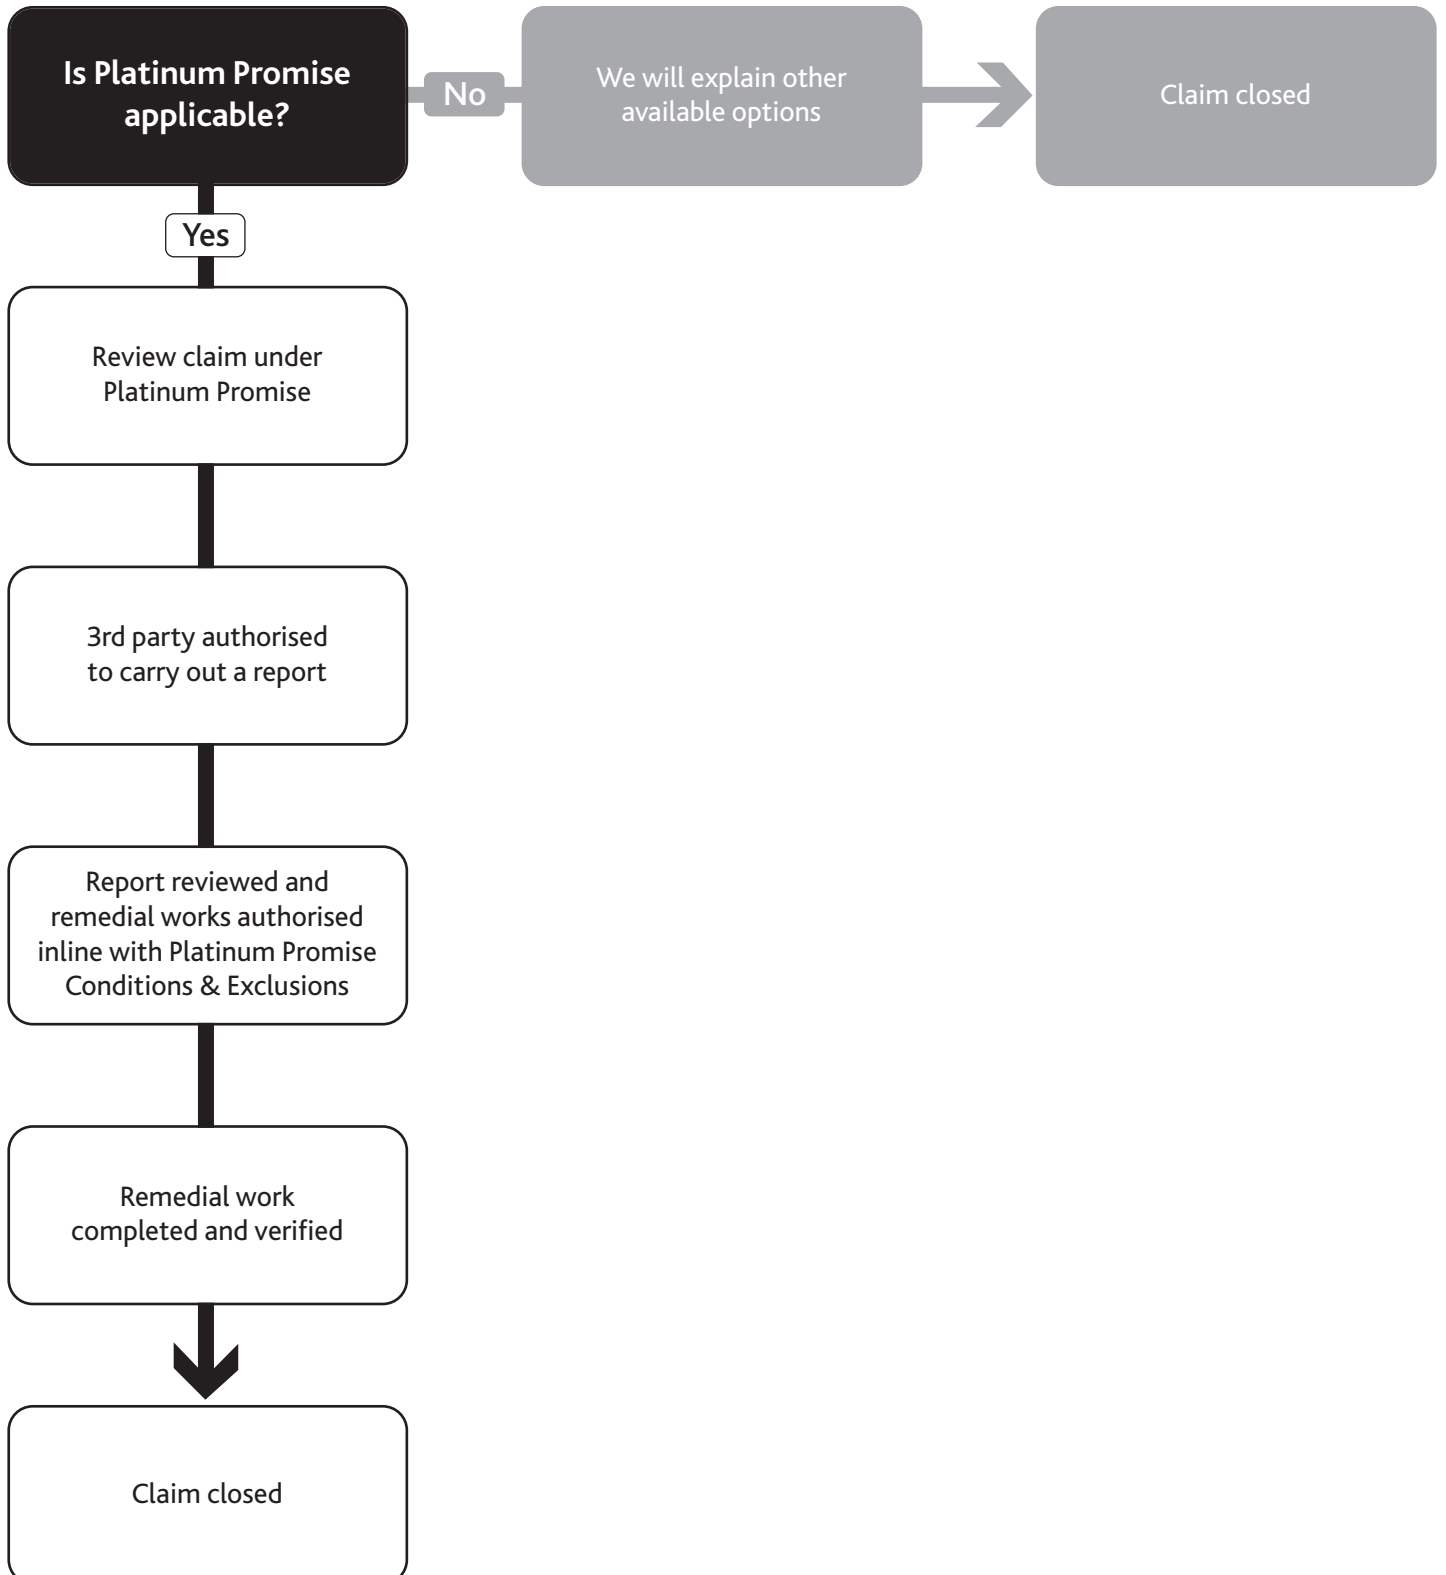 Is Platinum Promise
applicable?
No
We will explain other
available options
Claim closed
Yes
Review claim under
Platinum Promise
3rd party authorised
to carry out a report
Report reviewed and
remedial works authorised
inline with Platinum Promise
Conditions & Exclusions
Remedial work
completed and verified
Claim closed